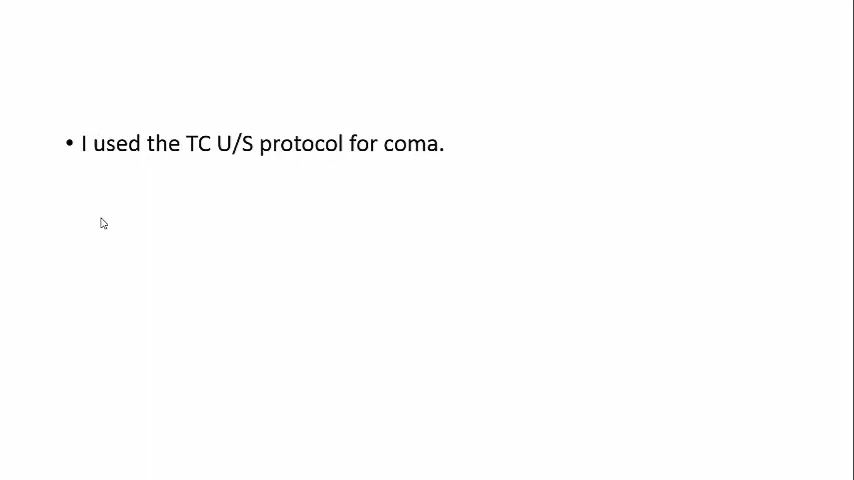 • I used the TC U/S protocol for coma.